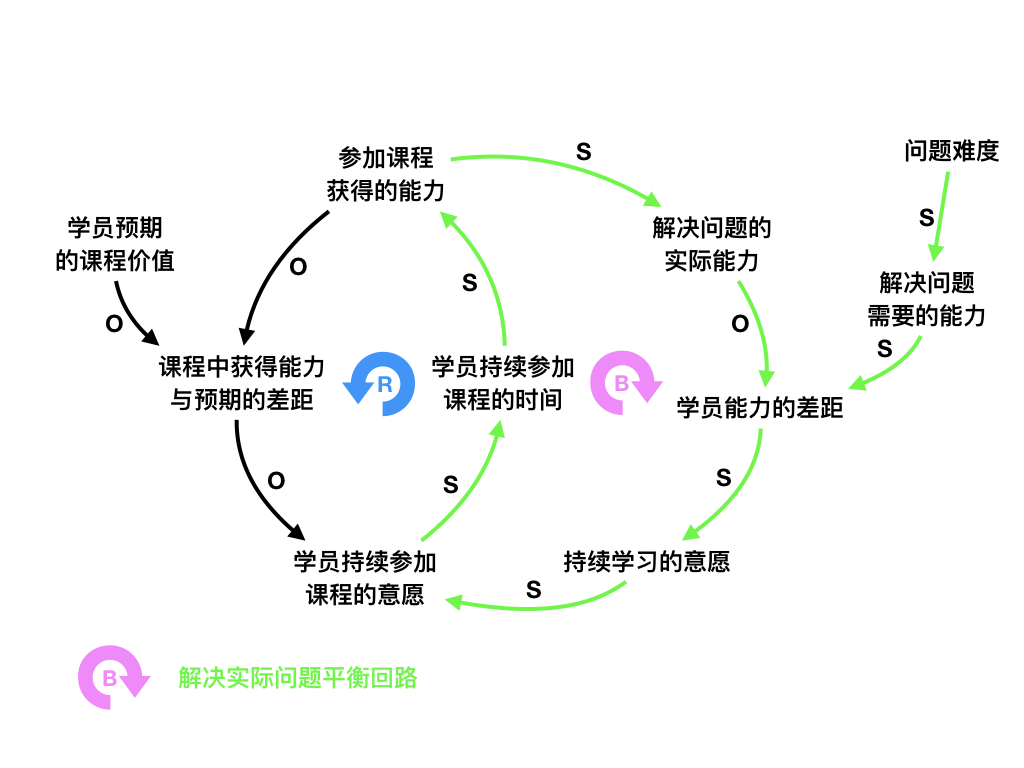 参加课程
获得的能力
S
问题难度
学员预期
的课程价值
解决问题的
实际能力
S
O
S
解决问题
需要的能力
O
O
S
课程中获得能力
与预期的差距
R
学员持续参加
课程的时间
B
学员能力的差距
O
S
S
学员持续参加
课程的意愿
持续学习的意愿
S
B
解决实际问题平衡回路